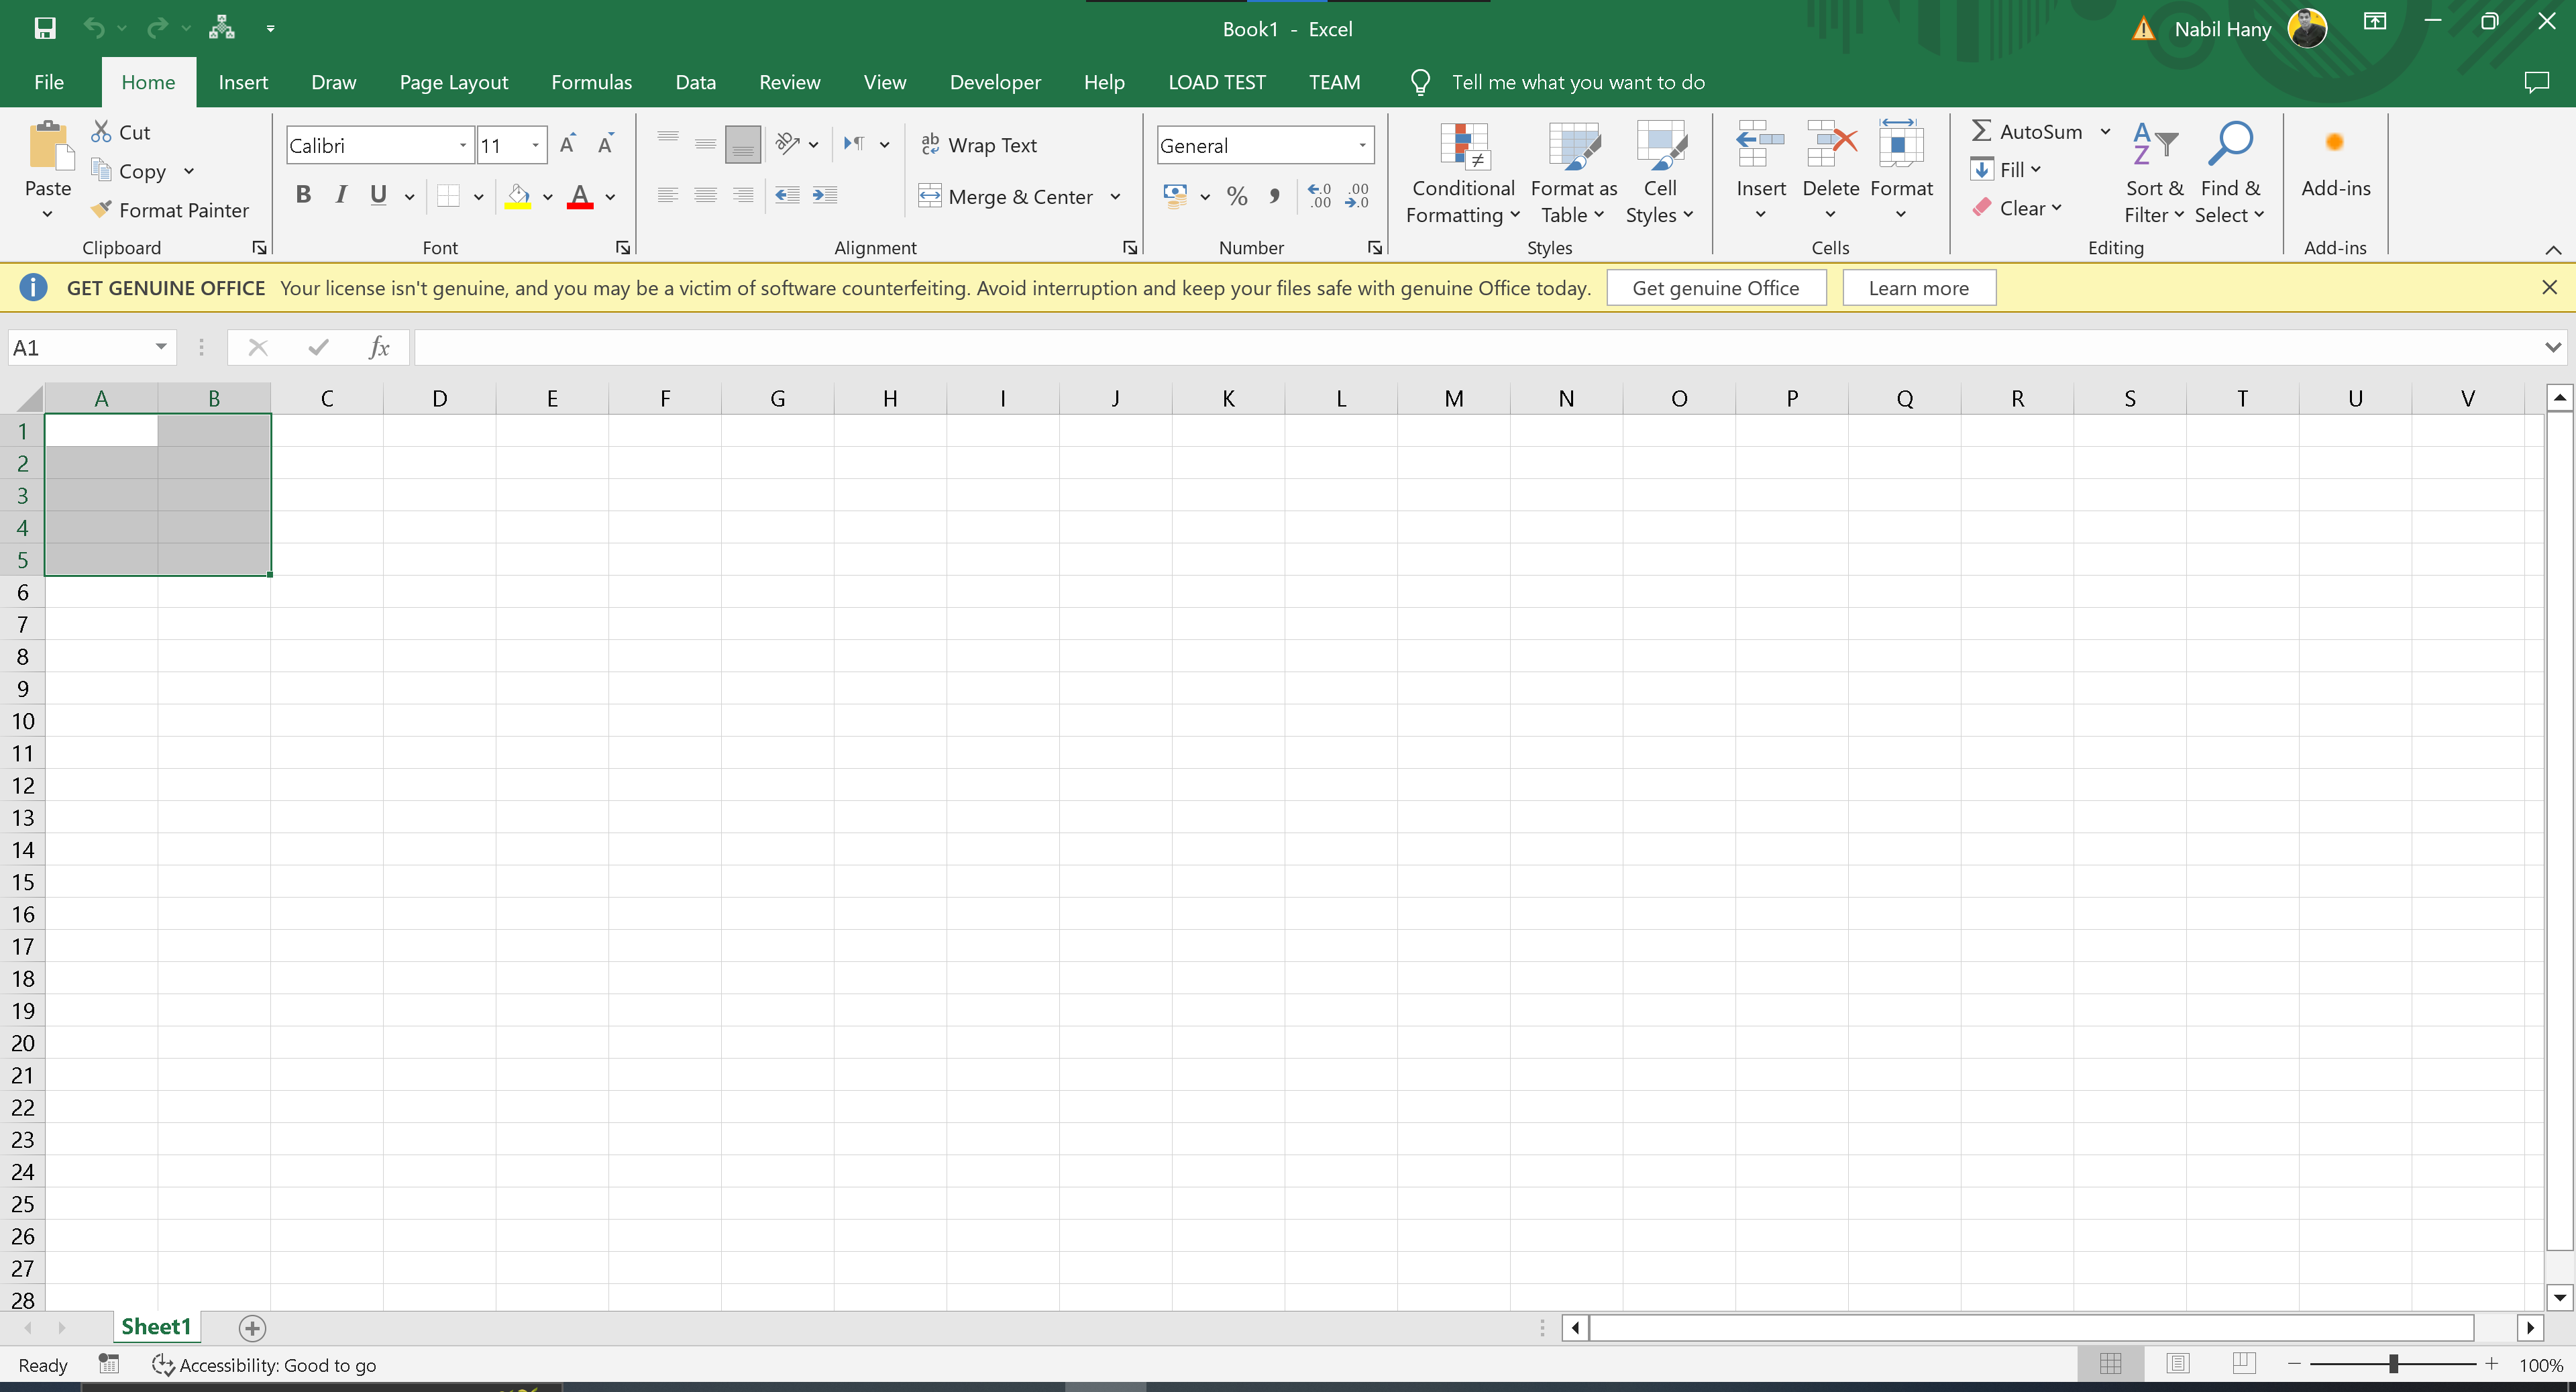 Book1 - Excel
Nabil Hany
File Home Insert Draw Page Layout Formulas Data Review View Developer Help LOAD TEST TEAM Tell me what you want to do
Paste
Cut
Copy
Format Painter
Clipboard
Calibri 11
B I U A
Font
ab Wrap Text
Merge & Center
Alignment
General
% ,
Number
Conditional Formatting
Format as Table
Cell Styles
Styles
Insert Delete Format
Cells
AutoSum
Fill
Clear
Sort & Filter
Find & Select
Editing
Add-ins
Add-ins
GET GENUINE OFFICE Your license isn't genuine, and you may be a victim of software counterfeiting. Avoid interruption and keep your files safe with genuine Office today. Get genuine Office Learn more
A1 fx
A B C D E F G H I J K L M N O P Q R S T U V
1
2
3
4
5
6
7
8
9
10
11
12
13
14
15
16
17
18
19
20
21
22
23
24
25
26
27
28
Sheet1
Ready Accessibility: Good to go 100%